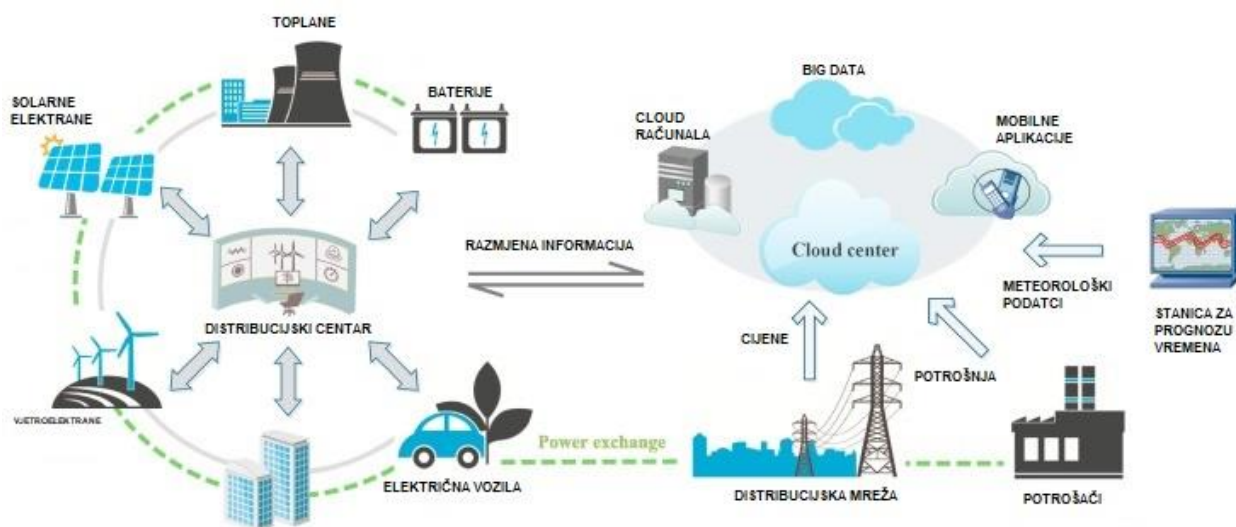 TOPLANE
SOLARNE
ELEKTRANE
BATERIJE
DISTRIBUCIJSKI CENTAR
VJETROELEKTRANE
ELEKTRIČNA VOZILA
RAZMJENA INFORMACIJA
BIG DATA
CLOUD
RAČUNALA
MOBILNE
APLIKACIJE
Cloud center
METEOROLOŠKI
PODATCI
STANICA ZA
PROGNOZU
VREMENA
CIJENE
POTROŠNJA
Power exchange
DISTRIBUCIJSKA MREŽA
POTROŠAČI